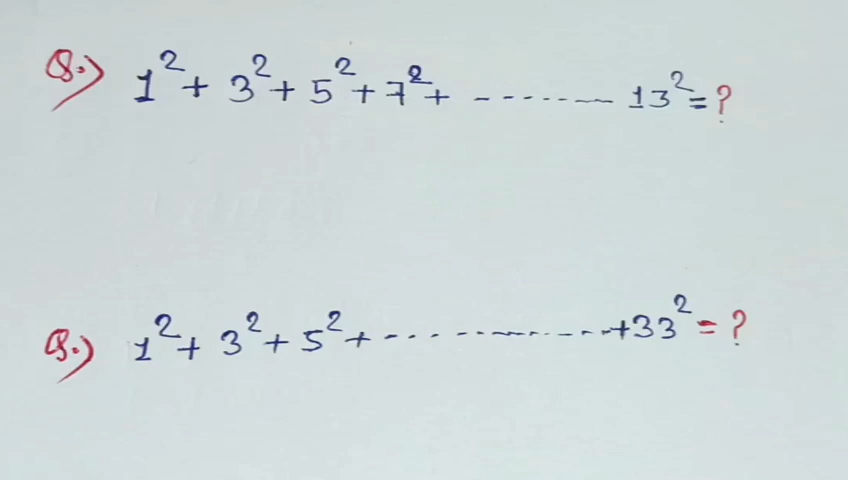 Q.) 1² + 3² + 5² + 7² + ------- 13² = ?
Q.) 1² + 3² + 5² + -------------- +33² = ?